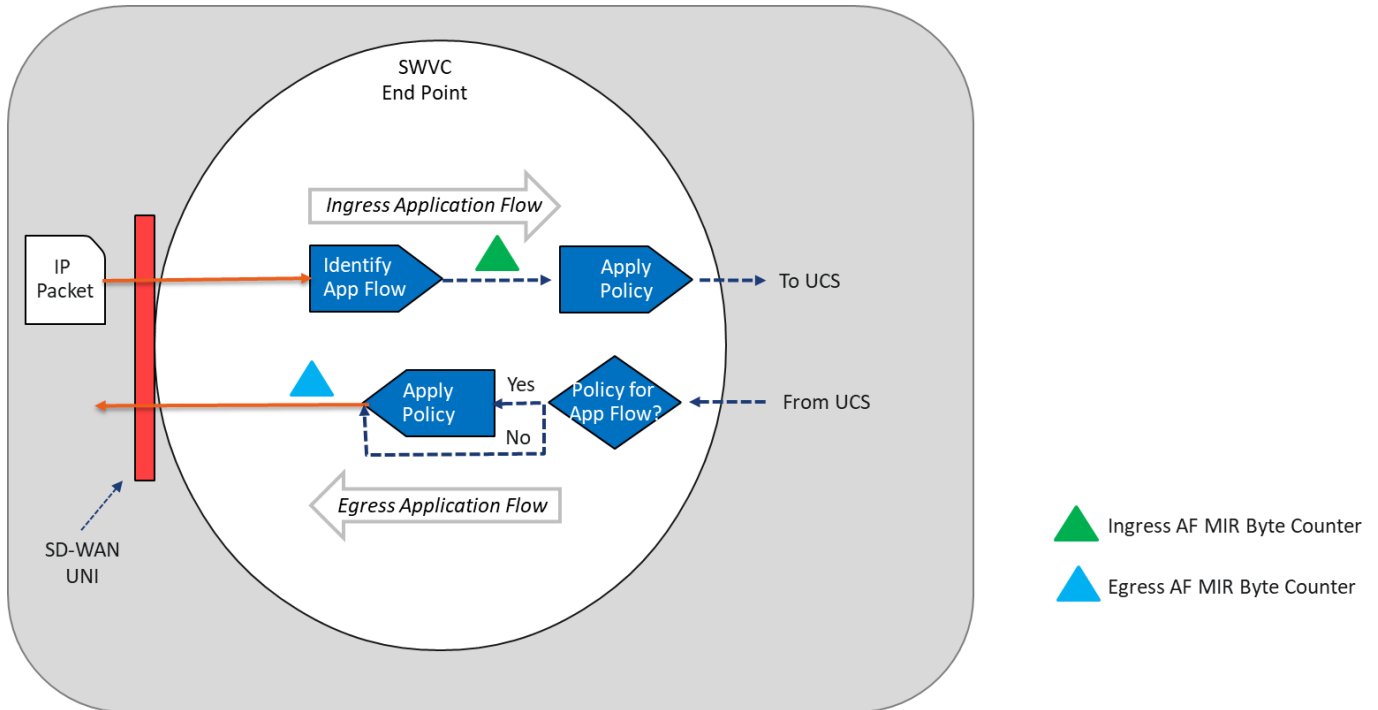 SWVC
End Point
Ingress Application Flow
IP
Packet
Identify
App Flow
Apply
Policy
To UCS
Apply
Policy
Yes
No
Policy for
App Flow?
From UCS
Egress Application Flow
SD-WAN
UNI
Ingress AF MIR Byte Counter
Egress AF MIR Byte Counter